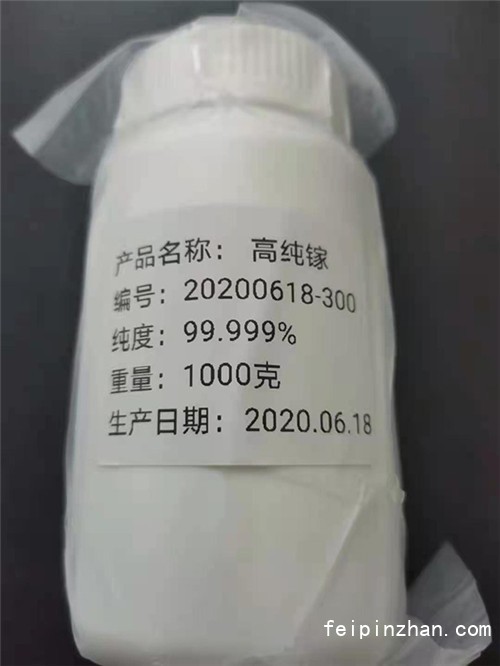 产品名称： 高纯镓
编号：20200618-300
纯度：99.999%
重量：1000克
生产日期：2020.06.18
feipinzhan.com